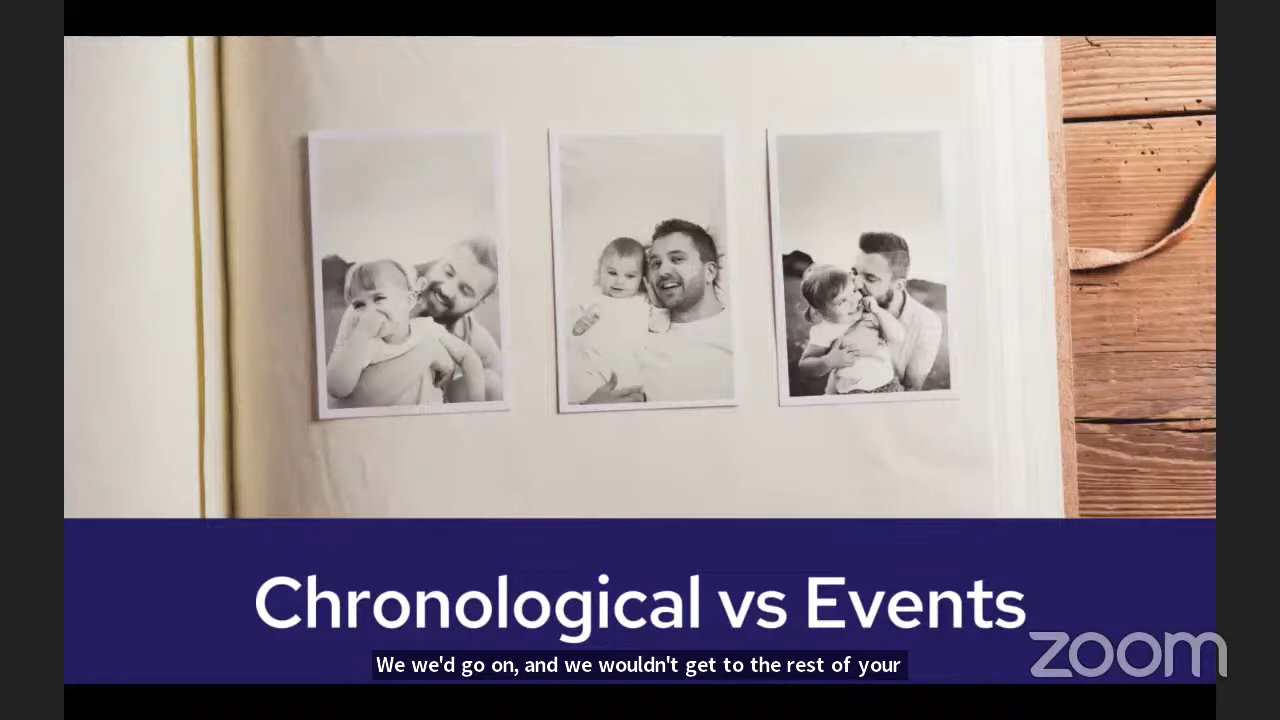 Chronological vs Events
We we'd go on, and we wouldn't get to the rest of your
zoom